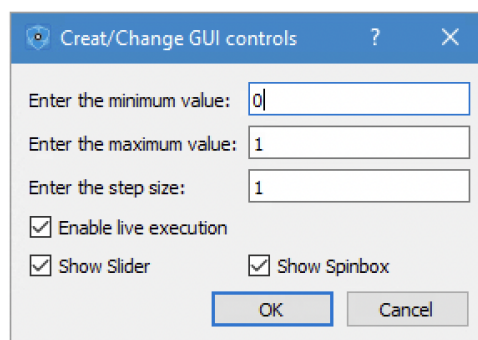 Creat/Change GUI controls ?
Enter the minimum value: 0
Enter the maximum value: 1
Enter the step size: 1
Enable live execution
Show Slider Show Spinbox
OK Cancel